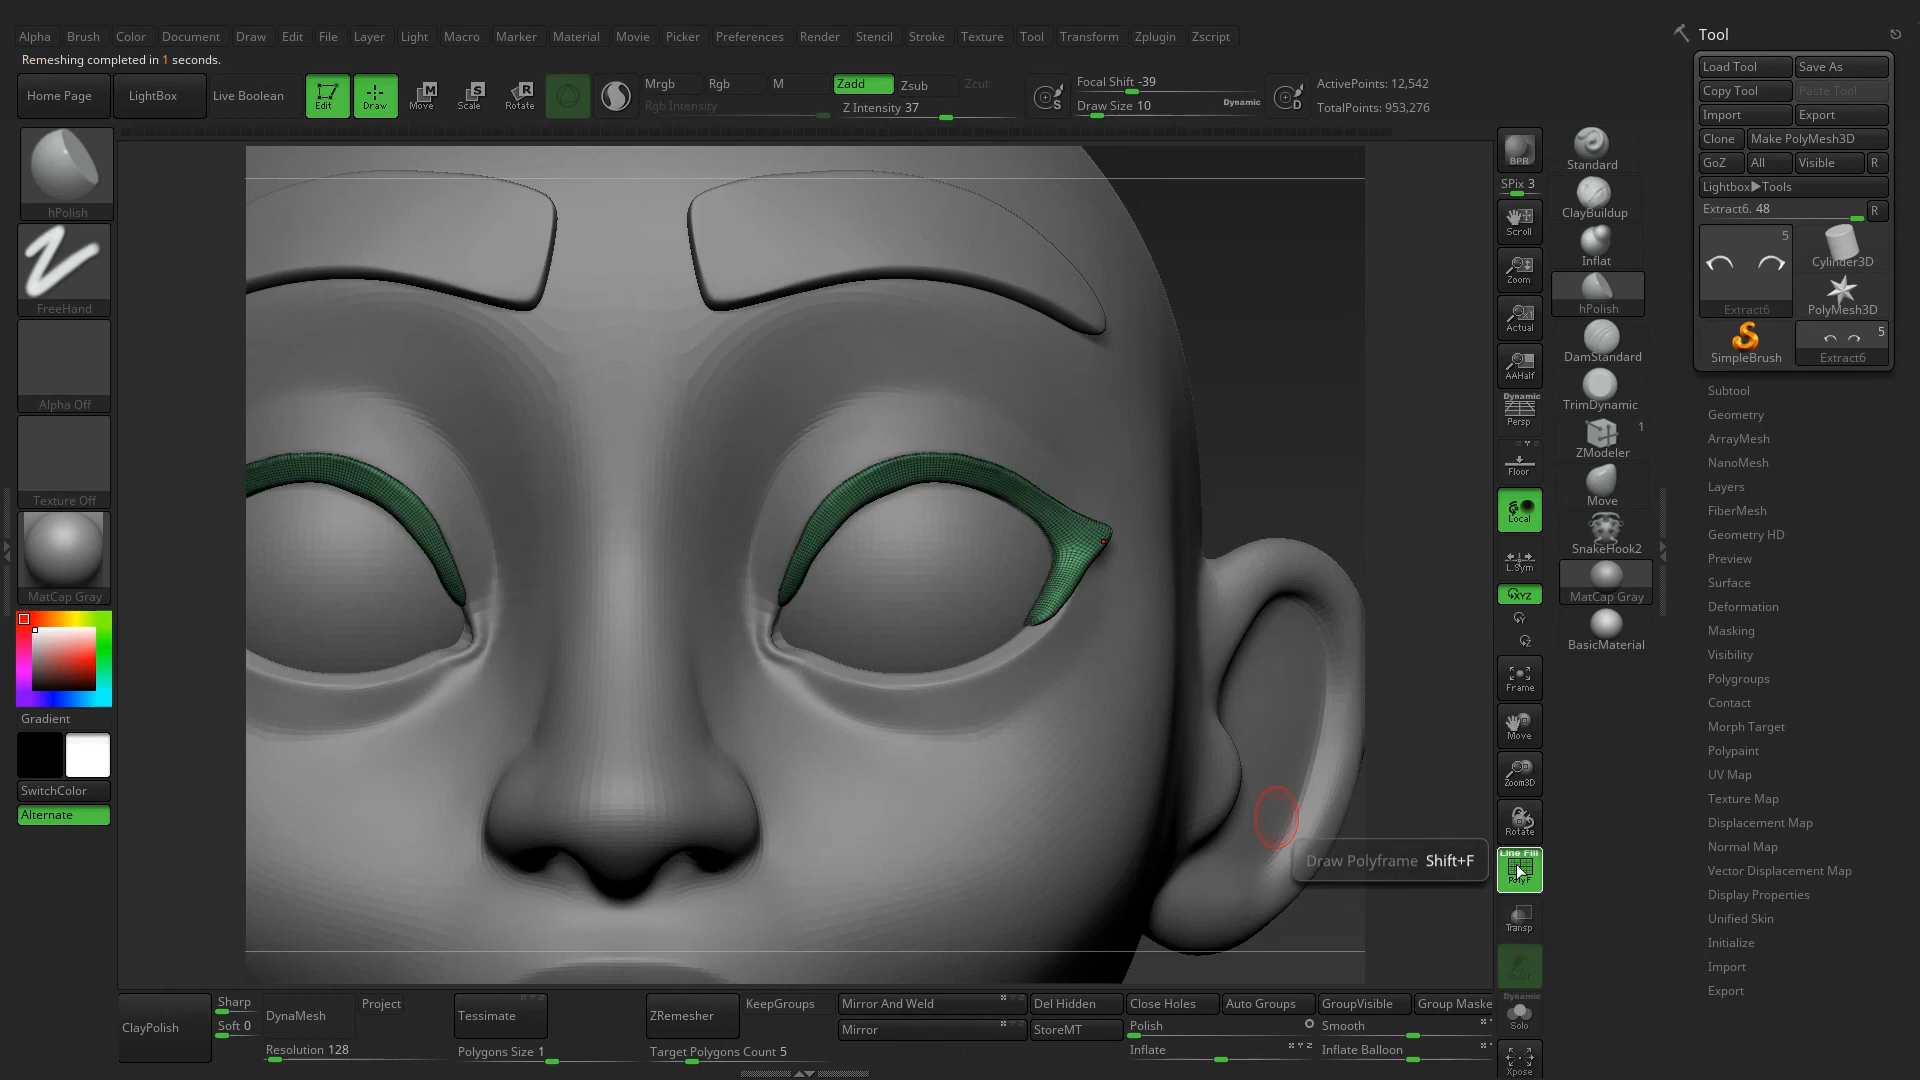 Alpha Brush Color Document Draw Edit File Layer Light Macro Marker Material Movie Picker Preferences Render Stencil Stroke Texture Tool Transform Zplugin Zscript
Remeshing completed in 1 seconds.
Home Page
LightBox
Live Boolean
Edit
Draw
Move
Scale
Rotate
Mrgb Rgb M
Rgb Intensity
Zadd Zsub Zcut
Z Intensity 37
Focal Shift -39
Draw Size 10
Dynamic
ActivePoints: 12,542
TotalPoints: 953,276
hPolish
FreeHand
Alpha Off
Texture Off
MatCap Gray
Gradient
SwitchColor
Alternate
Draw Polyframe Shift+F
BPR
SPix 3
Scroll
Zoom
Actual
AAHalf
Dynamic
Persp
Floor
Local
L.Sym
XYZ
Y
Z
Frame
Move
Zoom3D
Rotate
Line Fill
PolyF
Transp
Dynamic
Solo
Xpose
Standard
ClayBuildup
Inflat
hPolish
DamStandard
TrimDynamic
1
ZModeler
Move
SnakeHook2
MatCap Gray
BasicMaterial
Tool
Load Tool Save As
Copy Tool Paste Tool
Import Export
Clone Make PolyMesh3D
GoZ All Visible R
Lightbox▶Tools
Extract6. 48 R
5
Extract6
Cylinder3D
PolyMesh3D
SimpleBrush
5
Extract6
Subtool
Geometry
ArrayMesh
NanoMesh
Layers
FiberMesh
Geometry HD
Preview
Surface
Deformation
Masking
Visibility
Polygroups
Contact
Morph Target
Polypaint
UV Map
Texture Map
Displacement Map
Normal Map
Vector Displacement Map
Display Properties
Unified Skin
Initialize
Import
Export
ClayPolish
Sharp
Soft 0
DynaMesh
Project
Resolution 128
Tessimate
Polygons Size 1
ZRemesher
KeepGroups
Target Polygons Count 5
Mirror And Weld
Mirror
Del Hidden
StoreMT
Close Holes Auto Groups GroupVisible Group Maske
Polish
Smooth
Inflate
Inflate Balloon